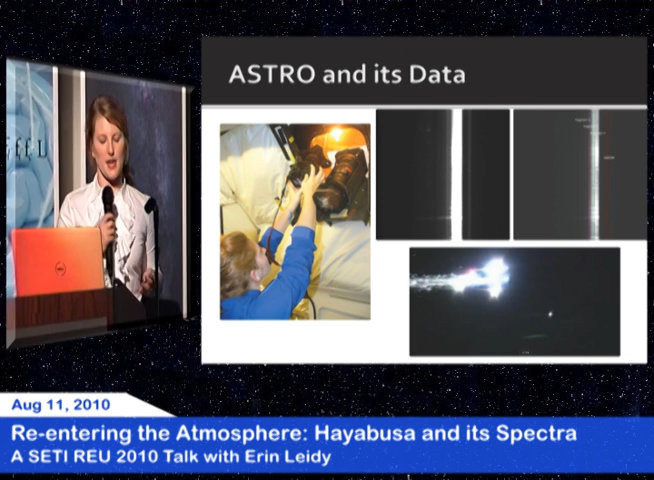 ASTRO and its Data
DELL
Aug 11, 2010
Re-entering the Atmosphere: Hayabusa and its Spectra
A SETI REU 2010 Talk with Erin Leidy